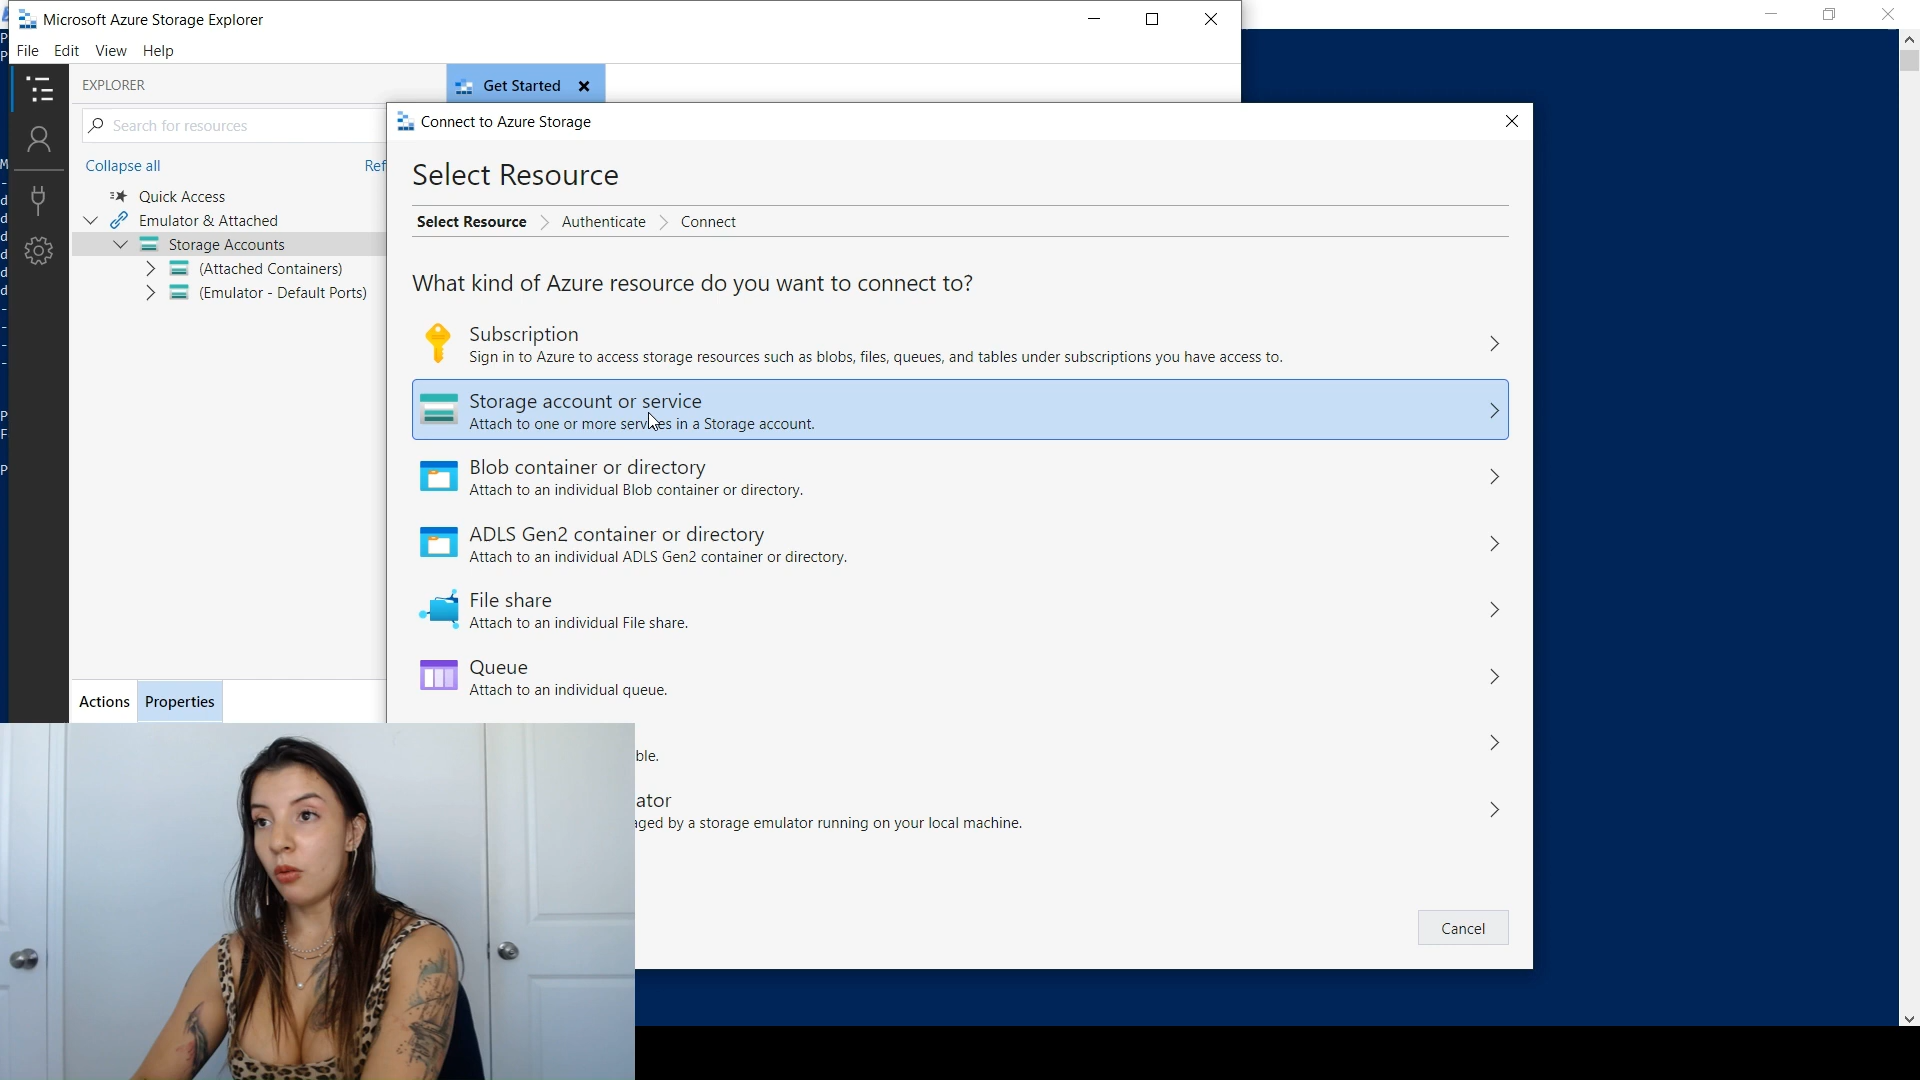 Microsoft Azure Storage Explorer
File Edit View Help
EXPLORER
Get Started
Search for resources
Collapse all
Ref
Quick Access
Emulator & Attached
Storage Accounts
(Attached Containers)
(Emulator - Default Ports)
Actions Properties
Connect to Azure Storage
Select Resource
Select Resource Authenticate Connect
What kind of Azure resource do you want to connect to?
Subscription
Sign in to Azure to access storage resources such as blobs, files, queues, and tables under subscriptions you have access to.
Storage account or service
Attach to one or more services in a Storage account.
Blob container or directory
Attach to an individual Blob container or directory.
ADLS Gen2 container or directory
Attach to an individual ADLS Gen2 container or directory.
File share
Attach to an individual File share.
Queue
Attach to an individual queue.
ble.
ator
aged by a storage emulator running on your local machine.
Cancel